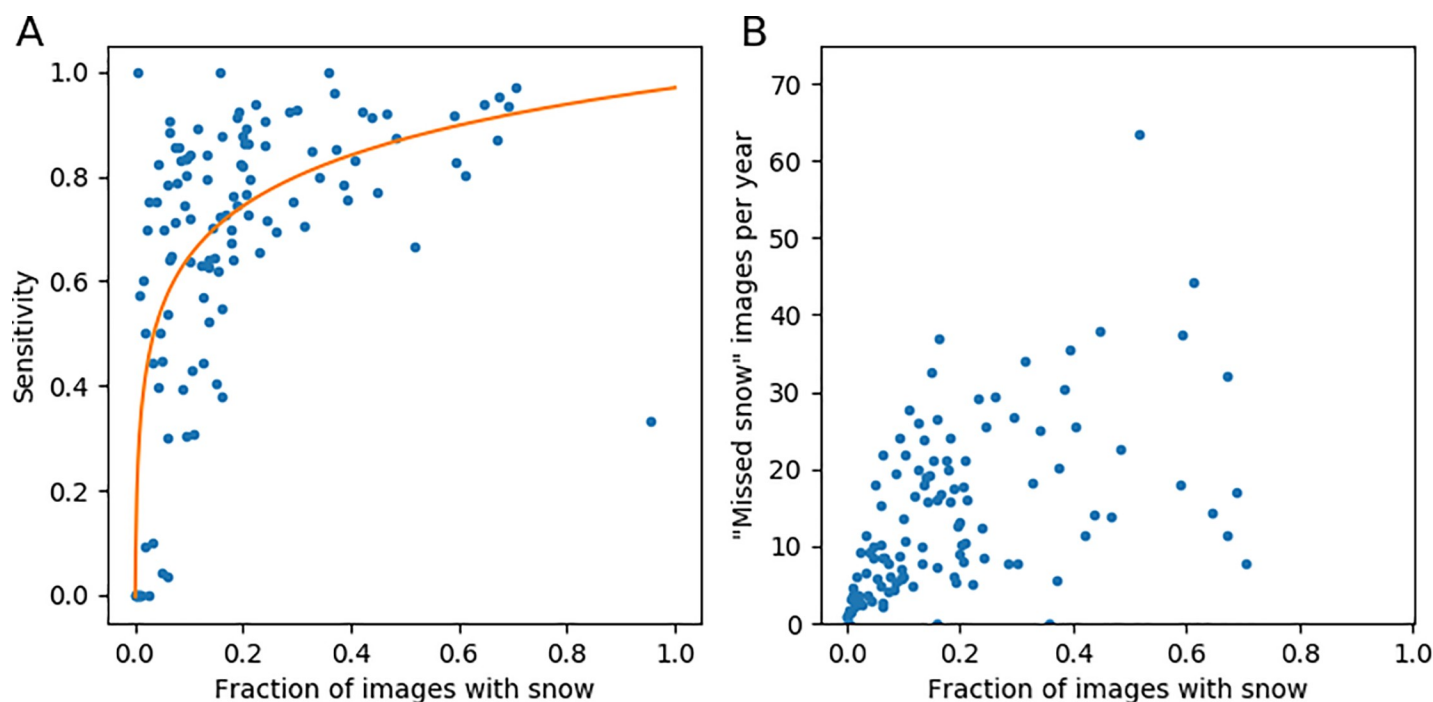 A
Sensitivity
1.0
0.8
0.6
0.4
0.2
0.0
0.0 0.2 0.4 0.6 0.8 1.0
Fraction of images with snow
B
"Missed snow" images per year
70
60
50
40
30
20
10
0
0.0 0.2 0.4 0.6 0.8 1.0
Fraction of images with snow